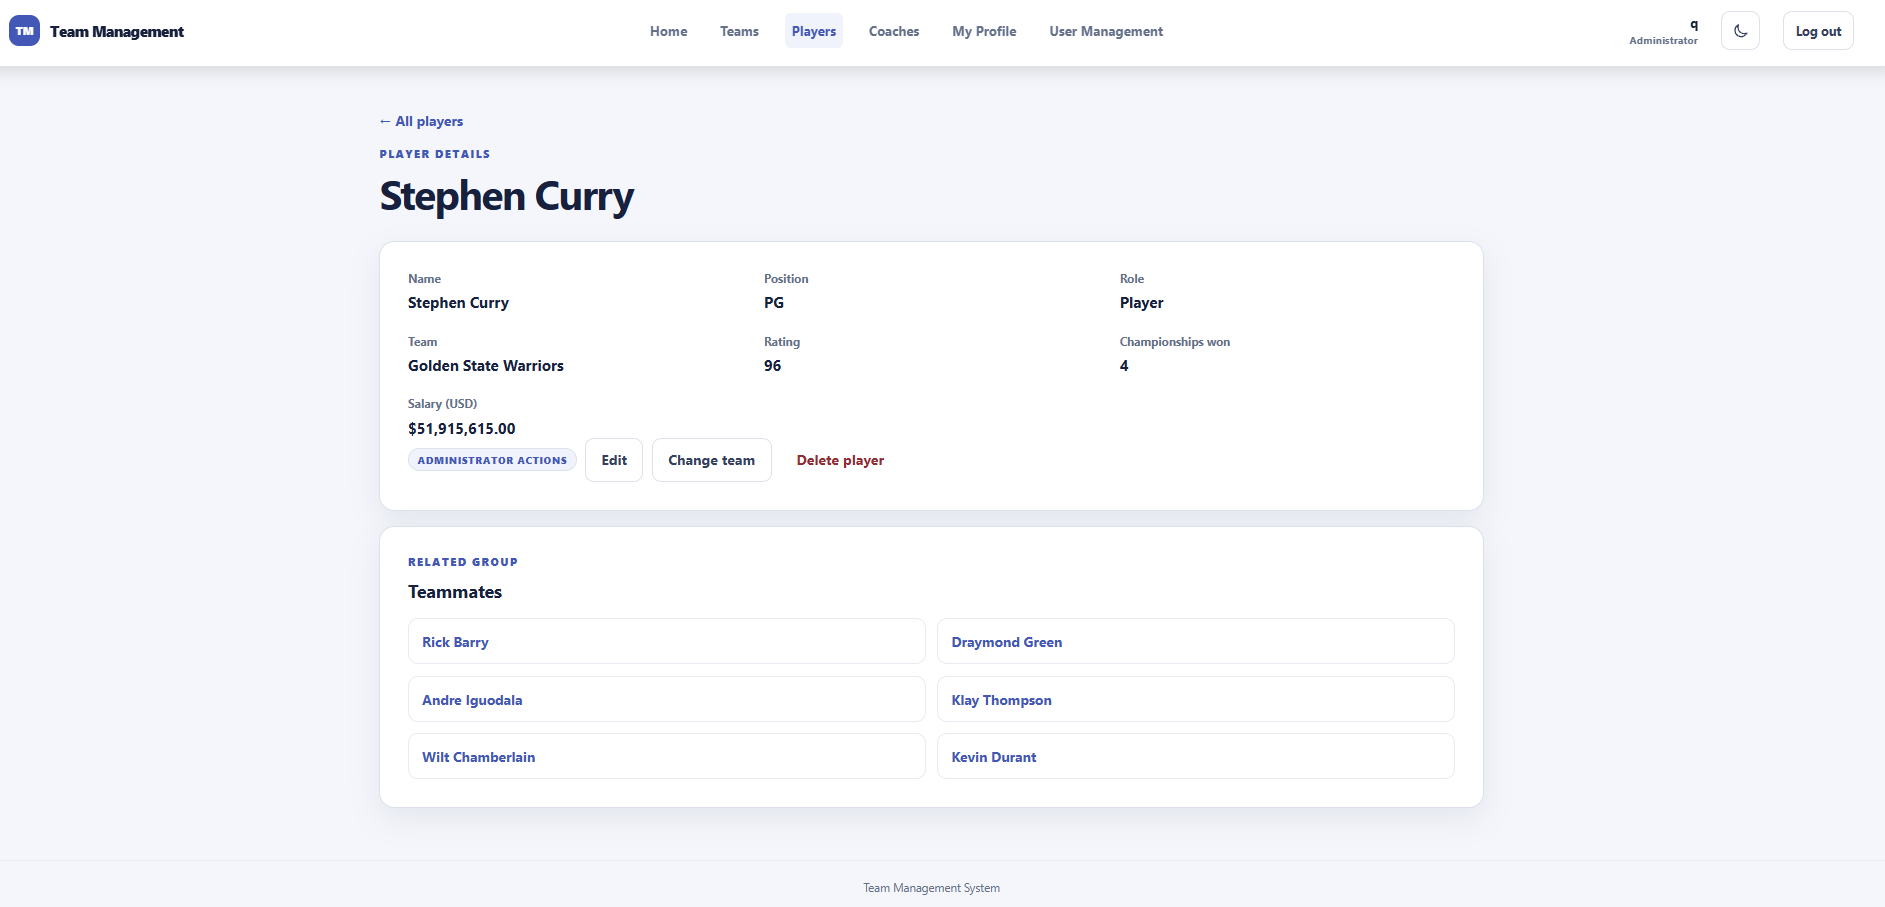 TM Team Management
Home Teams Players Coaches My Profile User Management
q
Administrator
Log out
← All players
PLAYER DETAILS
Stephen Curry
Name Position Role
Stephen Curry PG Player
Team Rating Championships won
Golden State Warriors 96 4
Salary (USD)
$51,915,615.00
ADMINISTRATOR ACTIONS Edit Change team Delete player
RELATED GROUP
Teammates
Rick Barry Draymond Green
Andre Iguodala Klay Thompson
Wilt Chamberlain Kevin Durant
Team Management System